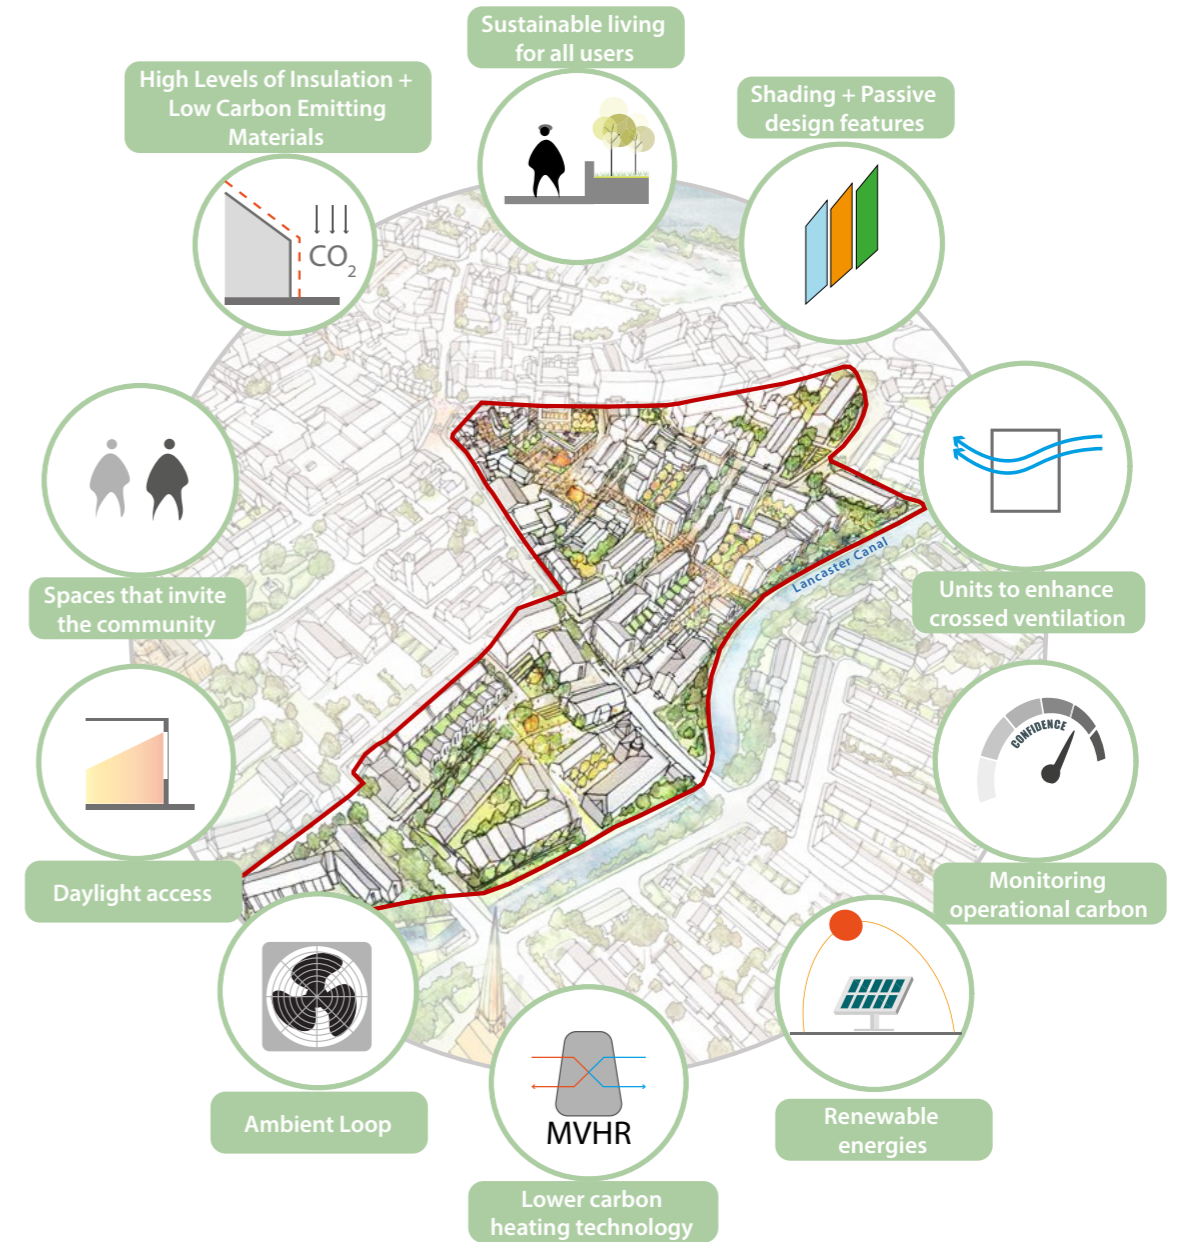 Sustainable living
for all users
High Levels of Insulation +
Low Carbon Emitting
Materials
CO2
Shading + Passive
design features
Spaces that invite
the community
Lancaster Canal
Units to enhance
crossed ventilation
CONFIDENCE
Daylight access
Monitoring
operational carbon
Ambient Loop
MVHR
Lower carbon
heating technology
Renewable
energies